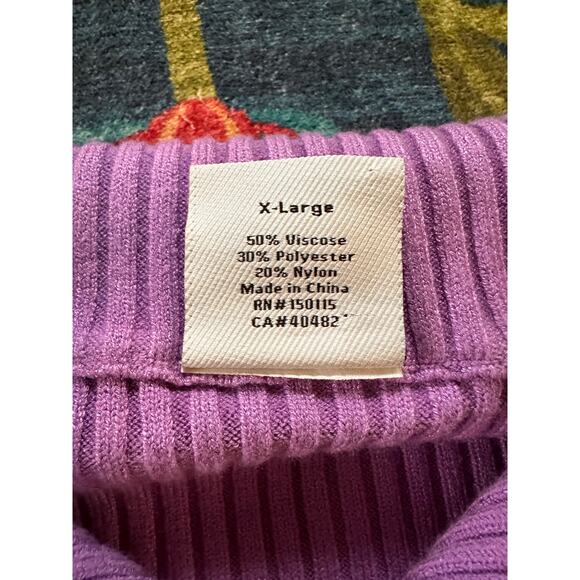 X-Large
50% Viscose
30% Polyester
20% Nylon
Made in China
RN#150115
CA#40482